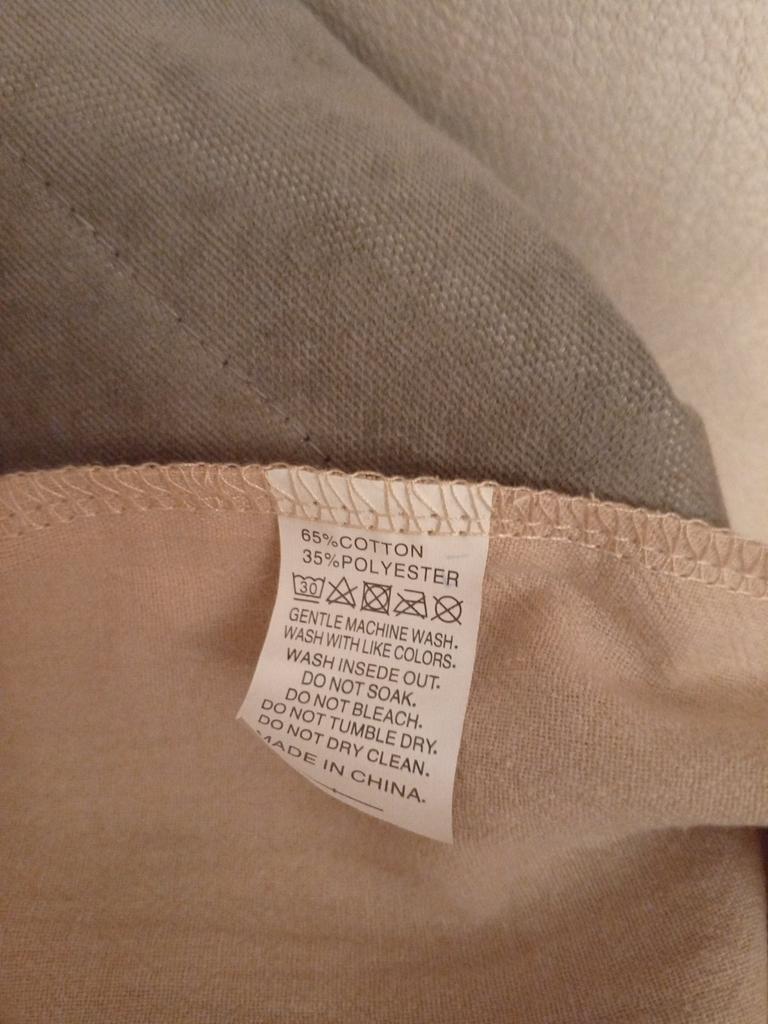 65%COTTON
35%POLYESTER
30
GENTLE MACHINE WASH.
WASH WITH LIKE COLORS.
WASH INSEDE OUT.
DO NOT SOAK.
DO NOT BLEACH.
DO NOT TUMBLE DRY.
DO NOT DRY CLEAN.
MADE IN CHINA.